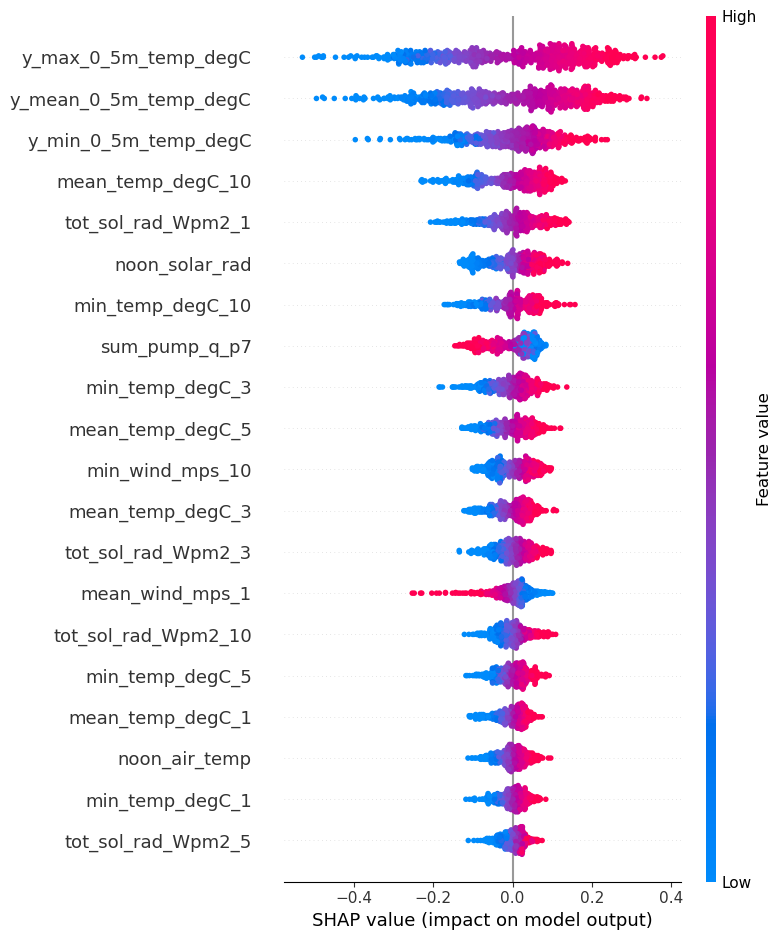 High
y_max_0_5m_temp_degC
y_mean_0_5m_temp_degC
y_min_0_5m_temp_degC
mean_temp_degC_10
tot_sol_rad_Wpm2_1
noon_solar_rad
min_temp_degC_10
sum_pump_q_p7
min_temp_degC_3
mean_temp_degC_5
min_wind_mps_10
mean_temp_degC_3
tot_sol_rad_Wpm2_3
mean_wind_mps_1
tot_sol_rad_Wpm2_10
min_temp_degC_5
mean_temp_degC_1
noon_air_temp
min_temp_degC_1
tot_sol_rad_Wpm2_5
Feature value
Low
−0.4 −0.2 0.0 0.2 0.4
SHAP value (impact on model output)